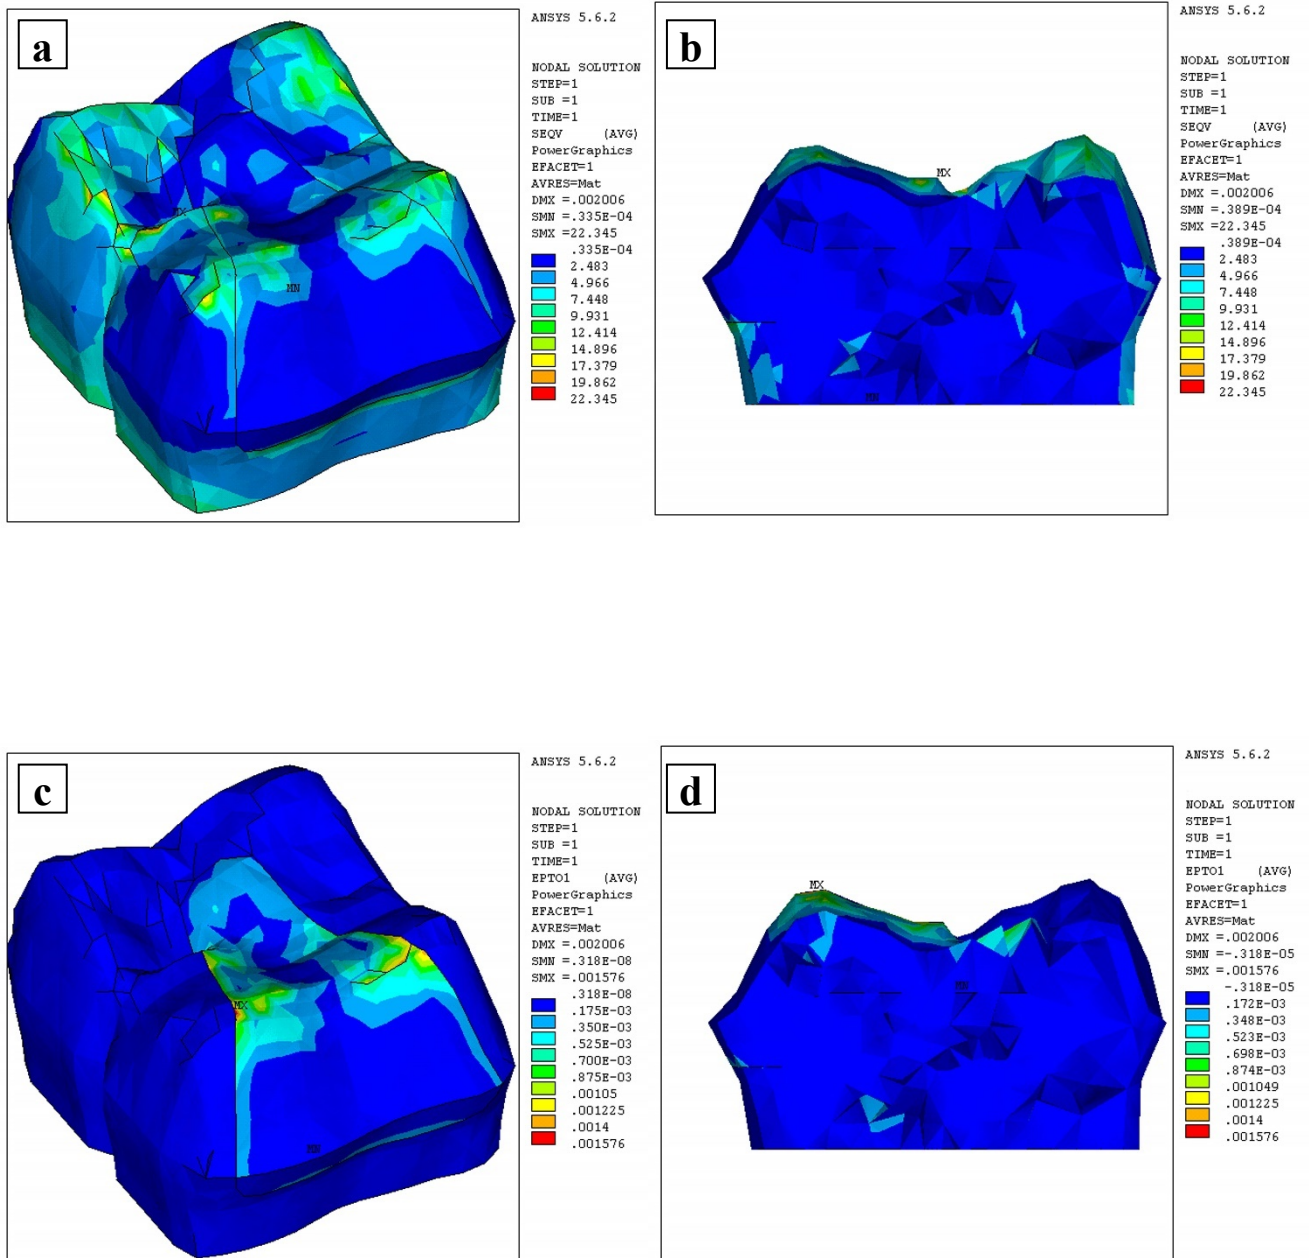 a
ANSYS 5.6.2
NODAL SOLUTION
STEP=1
SUB =1
TIME=1
SEQV (AVG)
PowerGraphics
EFACET=1
AVRES=Mat
DMX =.002006
SMN =.335E-04
SMX =22.345
.335E-04
2.483
4.966
7.448
9.931
12.414
14.896
17.379
19.862
22.345
MX
MN
b
ANSYS 5.6.2
NODAL SOLUTION
STEP=1
SUB =1
TIME=1
SEQV (AVG)
PowerGraphics
EFACET=1
AVRES=Mat
DMX =.002006
SMN =.389E-04
SMX =22.345
.389E-04
2.483
4.966
7.448
9.931
12.414
14.896
17.379
19.862
22.345
MX
MN
c
ANSYS 5.6.2
NODAL SOLUTION
STEP=1
SUB =1
TIME=1
EPTO1 (AVG)
PowerGraphics
EFACET=1
AVRES=Mat
DMX =.002006
SMN =.318E-08
SMX =.001576
.318E-08
.175E-03
.350E-03
.525E-03
.700E-03
.875E-03
.00105
.001225
.0014
.001576
MX
MN
d
ANSYS 5.6.2
NODAL SOLUTION
STEP=1
SUB =1
TIME=1
EPTO1 (AVG)
PowerGraphics
EFACET=1
AVRES=Mat
DMX =.002006
SMN =-.318E-05
SMX =.001576
-.318E-05
.172E-03
.348E-03
.523E-03
.698E-03
.874E-03
.001049
.001225
.0014
.001576
MX
MN